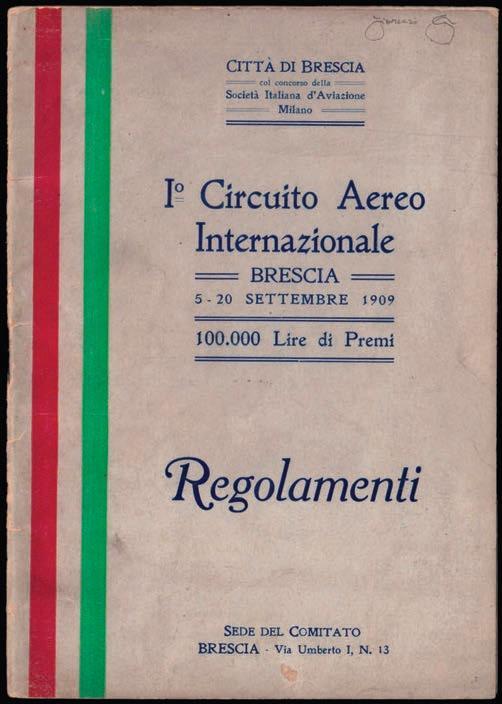 CITTÀ DI BRESCIA
col concorso della
Società Italiana d'Aviazione
Milano
Iº Circuito Aereo
Internazionale
BRESCIA
5-20 SETTEMBRE 1909
100.000 Lire di Premi
Regolamenti
SEDE DEL COMITATO
BRESCIA - Via Umberto I, N. 13